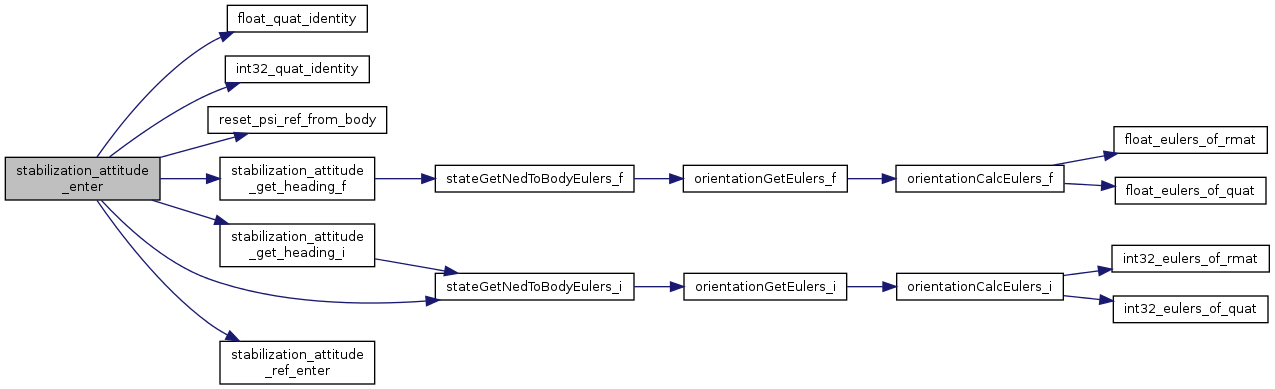 float_quat_identity
int32_quat_identity
reset_psi_ref_from_body
stabilization_attitude
_enter
stabilization_attitude
_get_heading_f
stateGetNedToBodyEulers_f
orientationGetEulers_f
orientationCalcEulers_f
float_eulers_of_rmat
float_eulers_of_quat
stabilization_attitude
_get_heading_i
stateGetNedToBodyEulers_i
orientationGetEulers_i
orientationCalcEulers_i
int32_eulers_of_rmat
int32_eulers_of_quat
stabilization_attitude
_ref_enter